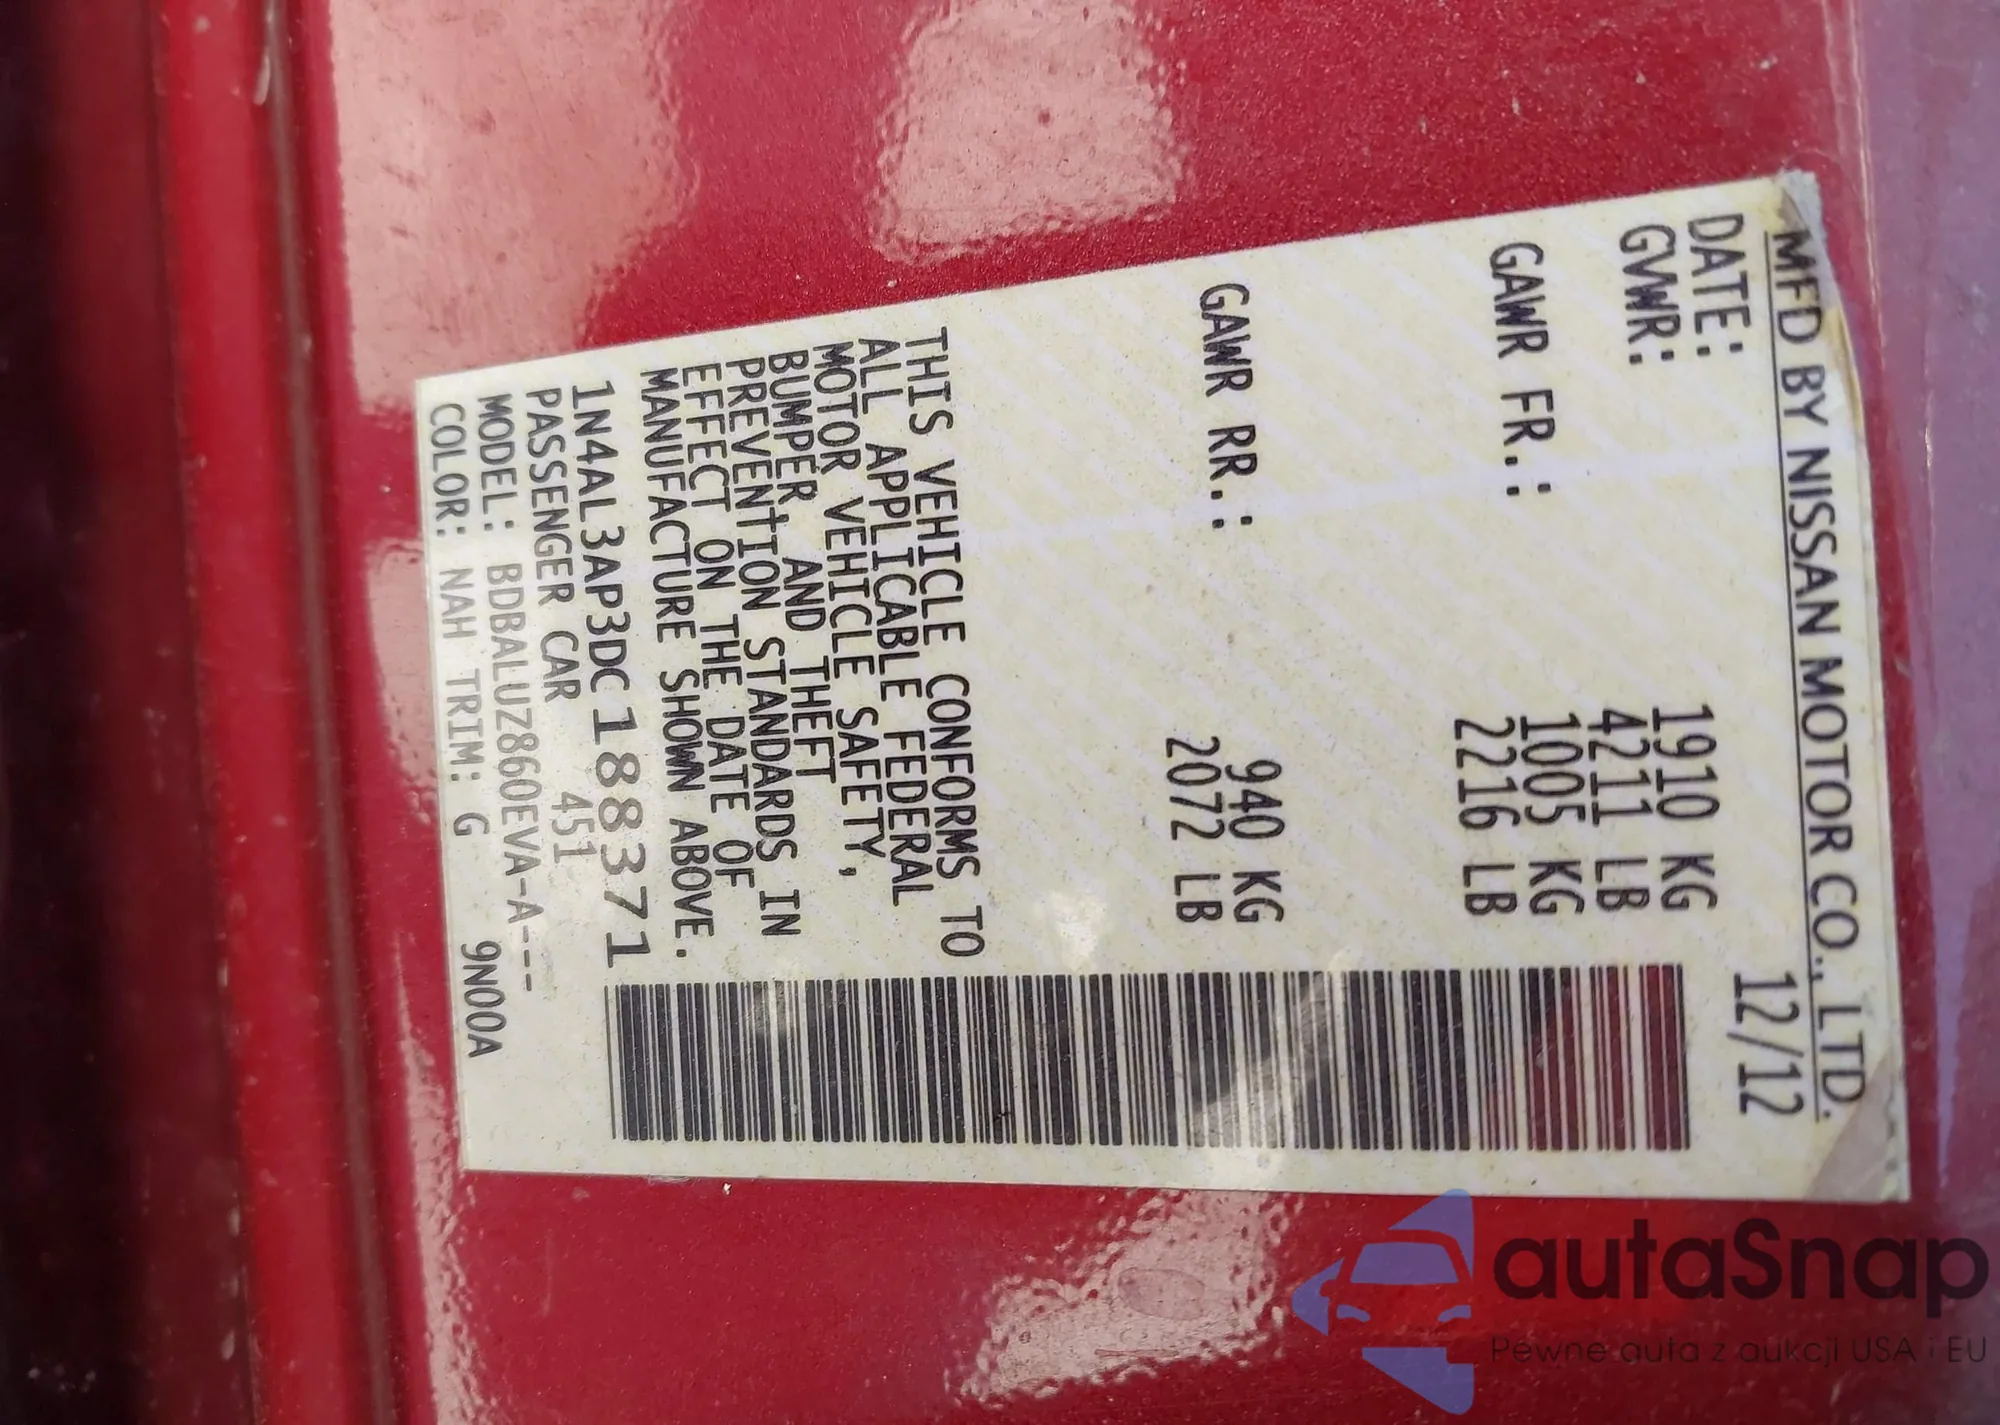 MFD BY NISSAN MOTOR CO., LTD.
DATE: 12/12
GVWR: 1910 KG
4211 LB
GAWR FR.: 1005 KG
2216 LB
GAWR RR.: 940 KG
2072 LB
THIS VEHICLE CONFORMS TO
ALL APPLICABLE FEDERAL
MOTOR VEHICLE SAFETY,
BUMPER, AND THEFT
PREVENTION STANDARDS IN
EFFECT ON THE DATE OF
MANUFACTURE SHOWN ABOVE.
1N4AL3AP3DC188371
PASSENGER CAR 451
MODEL: BDBALUZ860EVA-A----
COLOR: NAH TRIM: G 9N00A
autaSnap
Pewne auta z aukcji USA i EU